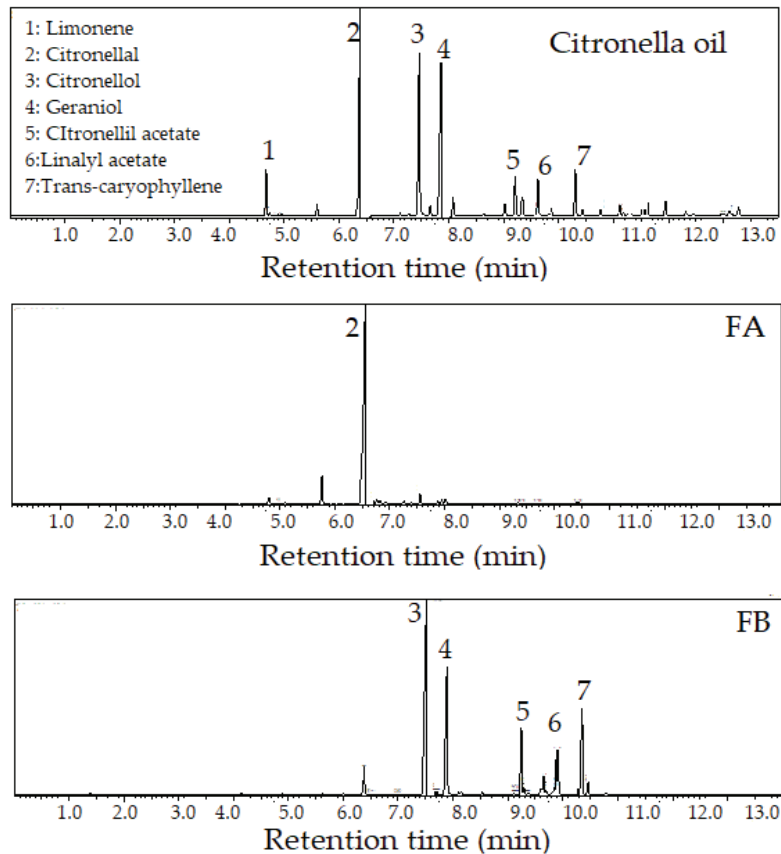 1: Limonene
2: Citronellal
3: Citronellol
4: Geraniol
5: CItronellil acetate
6:Linalyl acetate
7:Trans-caryophyllene
Citronella oil
1
2
3
4
5
6
7
1.0 2.0 3.0 4.0 5.0 6.0 7.0 8.0 9.0 10.0 11.0 12.0 13.0
Retention time (min)
FA
2
1.0 2.0 3.0 4.0 5.0 6.0 7.0 8.0 9.0 10.0 11.0 12.0 13.0
Retention time (min)
FB
3
4
5
6
7
1.0 2.0 3.0 4.0 5.0 6.0 7.0 8.0 9.0 10.0 11.0 12.0 13.0
Retention time (min)